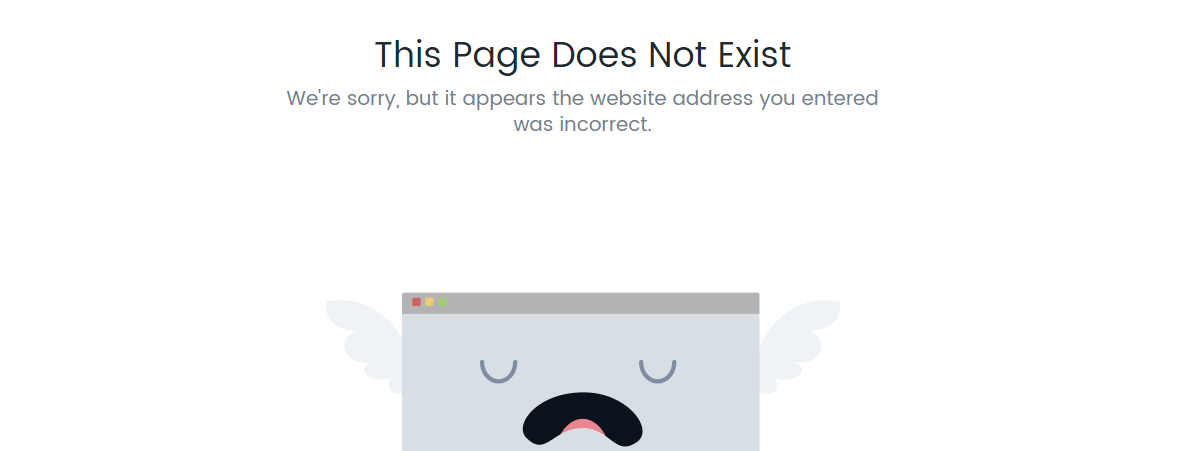 This Page Does Not Exist
We're sorry, but it appears the website address you entered
was incorrect.